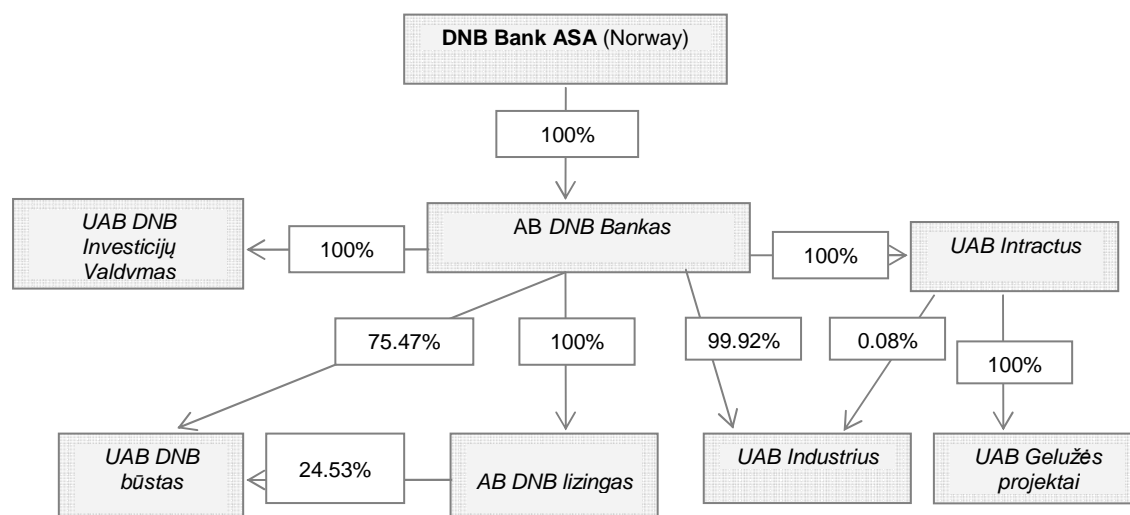 DNB Bank ASA (Norway)
100%
UAB DNB
Investicijų
Valdymas
100%
AB DNB Bankas
100%
UAB Intractus
75.47%
100%
99.92%
0.08%
100%
UAB DNB
būstas
24.53%
AB DNB lizingas
UAB Industrius
UAB Gelužės
projektai